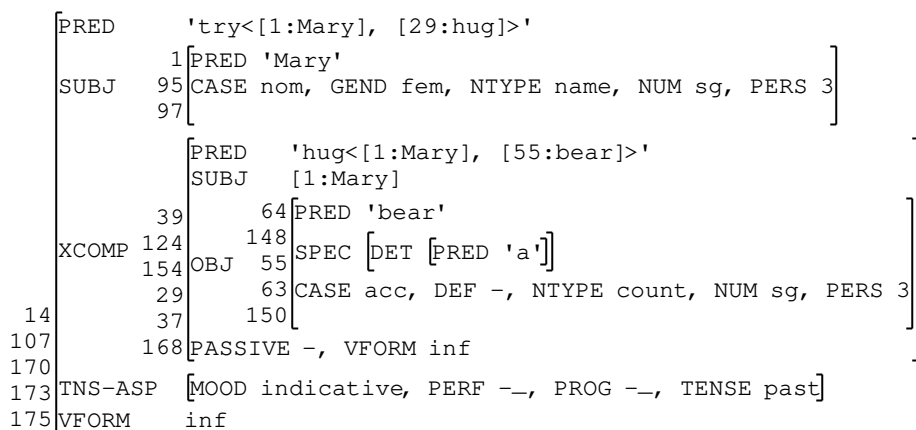 PRED 'try<[1:Mary], [29:hug]>'
1 PRED 'Mary'
SUBJ 95 CASE nom, GEND fem, NTYPE name, NUM sg, PERS 3
97
PRED 'hug<[1:Mary], [55:bear]>'
SUBJ [1:Mary]
39 64 PRED 'bear'
XCOMP 124 148 SPEC [DET [PRED 'a']]
154 OBJ 55
29 63 CASE acc, DEF -, NTYPE count, NUM sg, PERS 3
14 37 150
107 168 PASSIVE -, VFORM inf
170
173 TNS-ASP [MOOD indicative, PERF -_, PROG -_, TENSE past]
175 VFORM inf